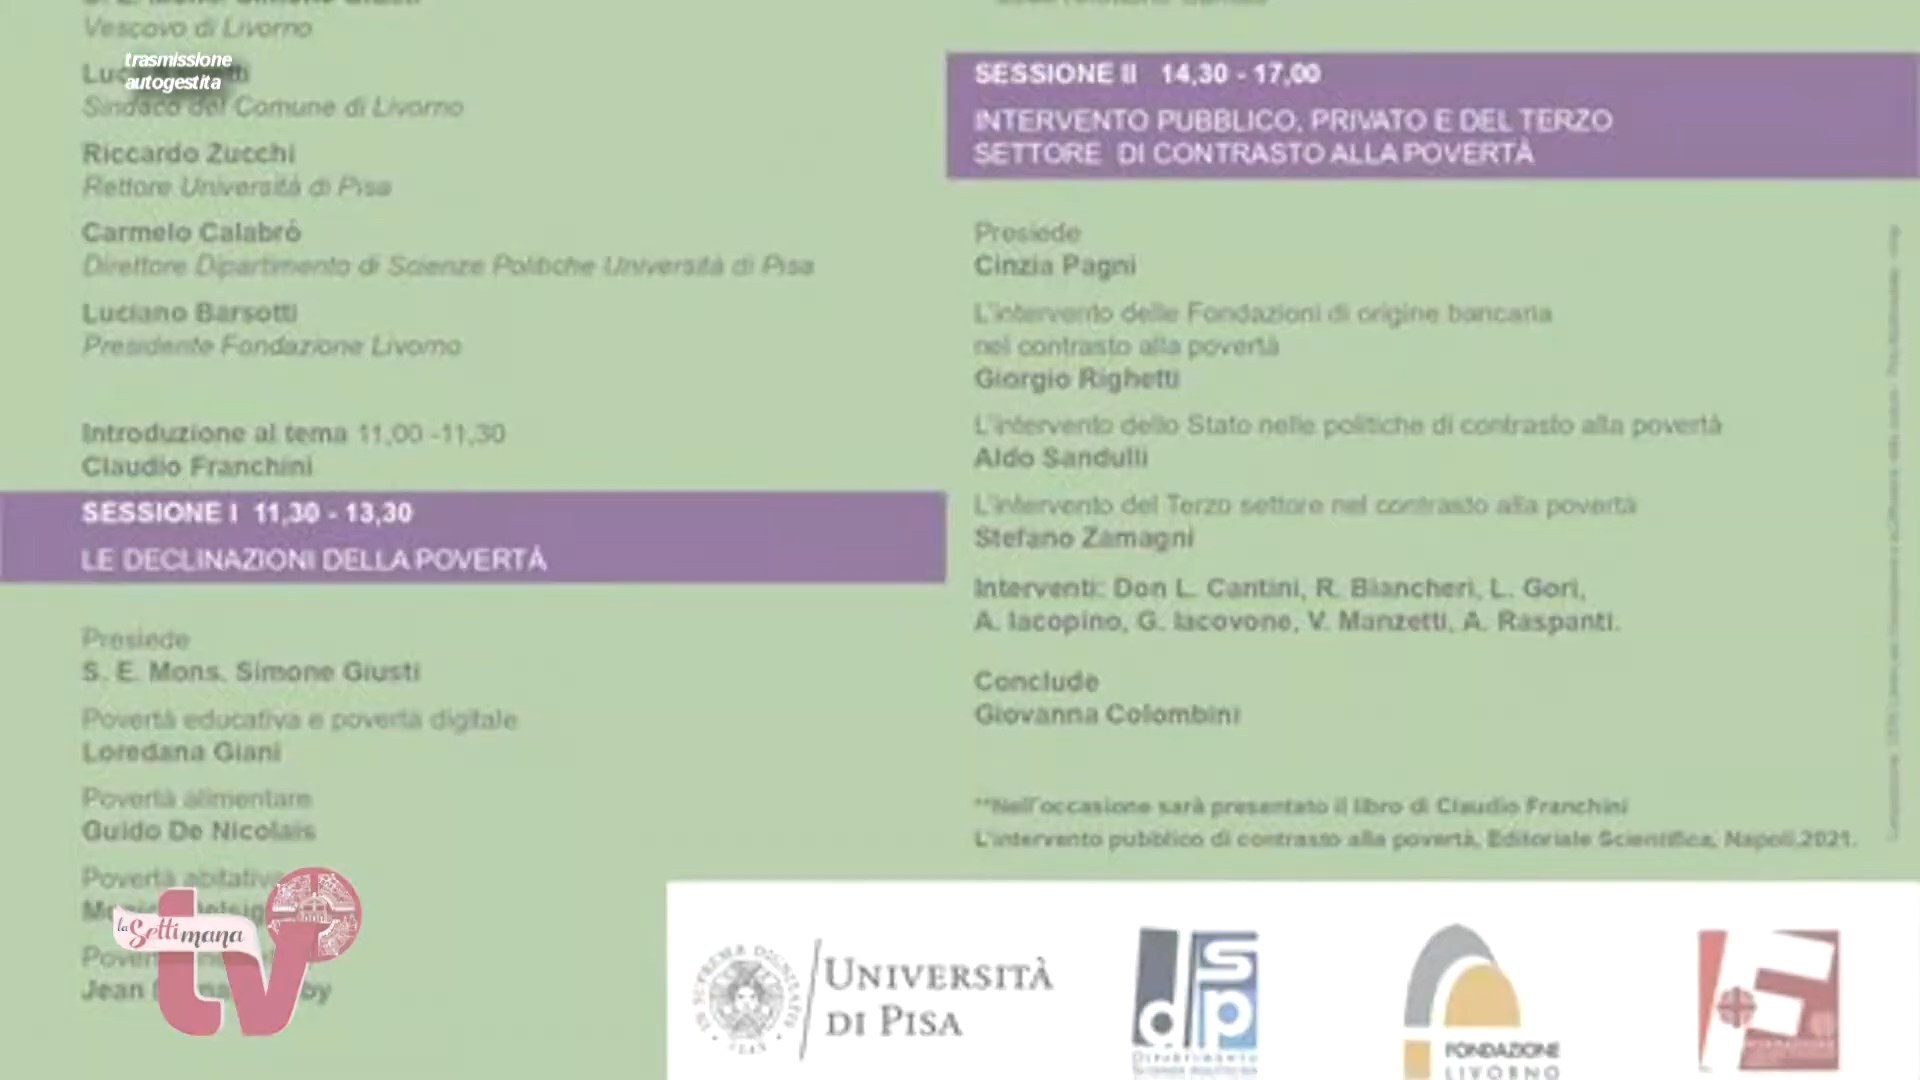 Vescovo di Livorno
trasmissione
autogestita
Sindaco del Comune di Livorno
Riccardo Zucchi
Rettore Università di Pisa
Carmelo Calabrò
Direttore Dipartimento di Scienze Politiche Università di Pisa
Luciano Barsotti
Presidente Fondazione Livorno
Introduzione al tema 11,00 -11,30
Claudio Franchini
SESSIONE I 11,30 - 13,30
LE DECLINAZIONI DELLA POVERTÀ
Presiede
S. E. Mons. Simone Giusti
Povertà educativa e povertà digitale
Loredana Giani
Povertà alimentare
Guido De Nicolais
Povertà abitativa
Jean
la Settimana
tv
SESSIONE II 14,30 - 17,00
INTERVENTO PUBBLICO, PRIVATO E DEL TERZO
SETTORE DI CONTRASTO ALLA POVERTÀ
Presiede
Cinzia Pagni
L'intervento delle Fondazioni di origine bancaria
nel contrasto alla povertà
Giorgio Righetti
L'intervento dello Stato nelle politiche di contrasto alla povertà
Aldo Sandulli
L'intervento del Terzo settore nel contrasto alla povertà
Stefano Zamagni
Interventi: Don L. Cantini, R. Biancheri, L. Gori,
A. Iacopino, G. Iacovone, V. Manzetti, A. Raspanti.
Conclude
Giovanna Colombini
**Nell'occasione sarà presentato il libro di Claudio Franchini
L'intervento pubblico di contrasto alla povertà, Editoriale Scientifica, Napoli,2021.
UNIVERSITÀ
DI PISA
dsp
DIPARTIMENTO
SCIENZE POLITICHE
FONDAZIONE
LIVORNO